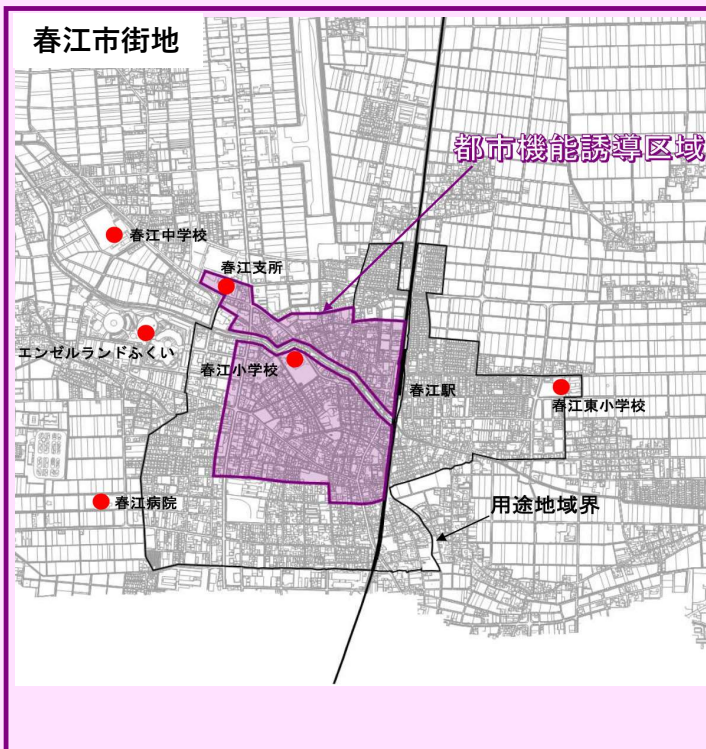 春江市街地
都市機能誘導区域
春江中学校
春江支所
エンゼルランドふくい
春江小学校
春江駅
春江東小学校
春江病院
用途地域界